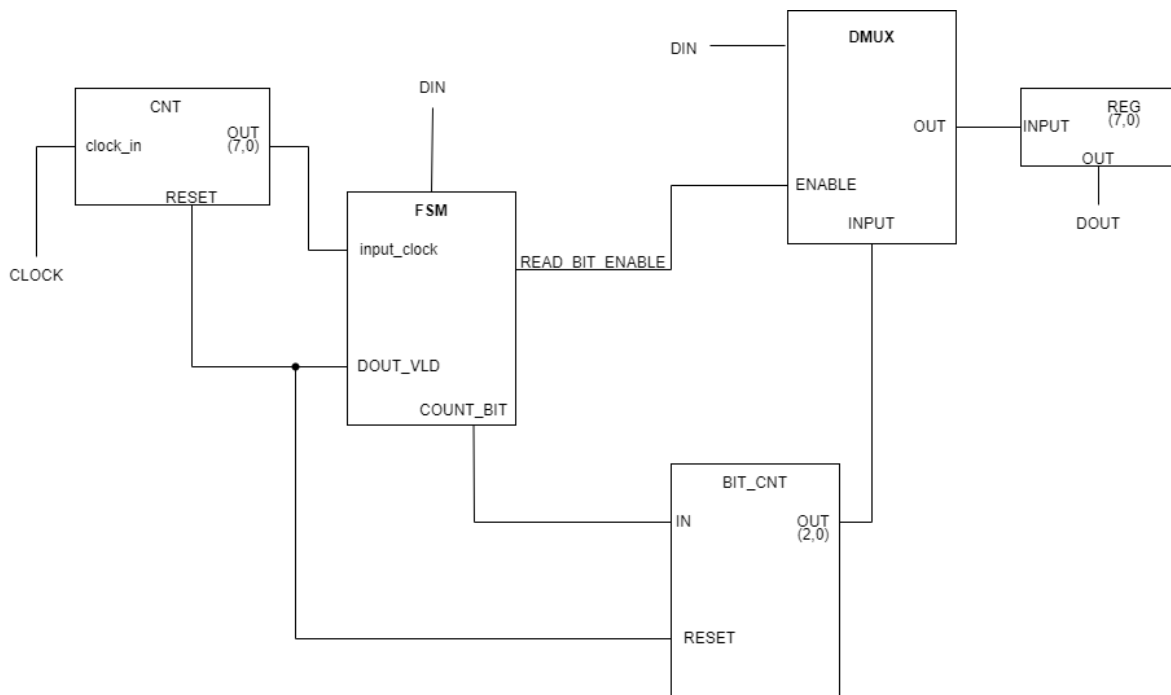 DMUX
DIN
DIN
CNT
REG
(7,0)
OUT
(7,0)
clock_in
OUT
INPUT
OUT
RESET
ENABLE
FSM
INPUT
DOUT
input_clock
READ_BIT_ENABLE
CLOCK
DOUT_VLD
COUNT_BIT
BIT_CNT
IN
OUT
(2,0)
RESET